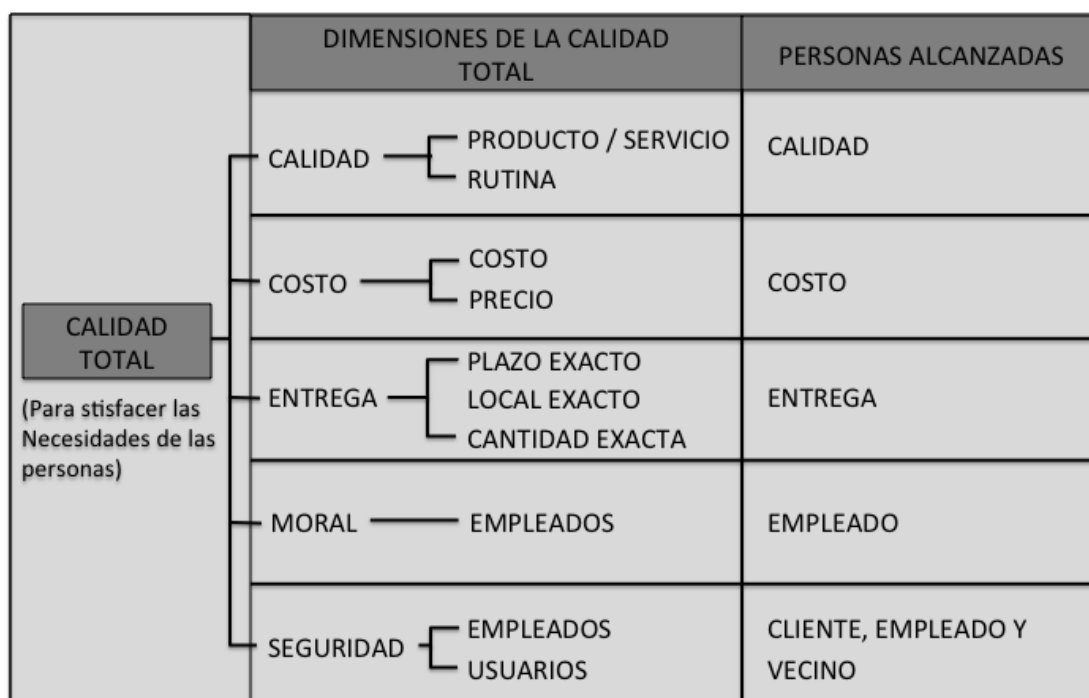 DIMENSIONES DE LA CALIDAD
TOTAL
PERSONAS ALCANZADAS
CALIDAD
TOTAL
(Para stisfacer las
Necesidades de las
personas)
CALIDAD
PRODUCTO / SERVICIO
RUTINA
CALIDAD
COSTO
COSTO
PRECIO
COSTO
ENTREGA
PLAZO EXACTO
LOCAL EXACTO
CANTIDAD EXACTA
ENTREGA
MORAL
EMPLEADOS
EMPLEADO
SEGURIDAD
EMPLEADOS
USUARIOS
CLIENTE, EMPLEADO Y
VECINO